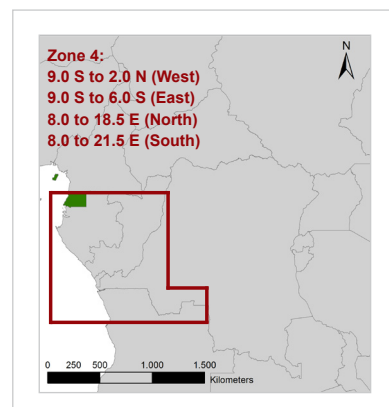 Zone 4:
9.0 S to 2.0 N (West)
9.0 S to 6.0 S (East)
8.0 to 18.5 E (North)
8.0 to 21.5 E (South)
N
0 250 500 1.000 1.500
Kilometers